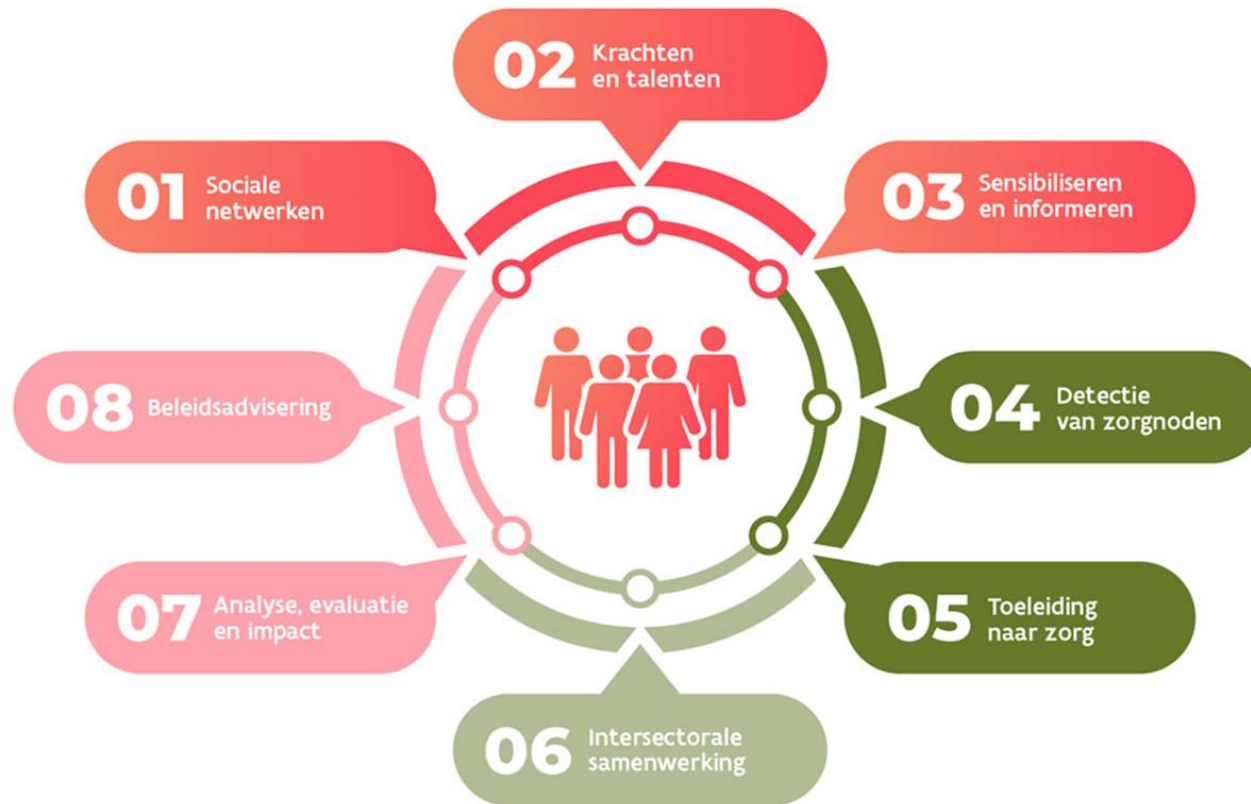 01 Sociale
netwerken
02 Krachten
en talenten
03 Sensibiliseren
en informeren
04 Detectie
van zorgnoden
05 Toeleiding
naar zorg
06 Intersectorale
samenwerking
07 Analyse, evaluatie
en impact
08 Beleidsadvisering